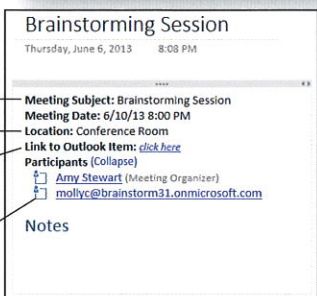 Brainstorming Session
Thursday, June 6, 2013 8:08 PM
Meeting Subject: Brainstorming Session
Meeting Date: 6/10/13 8:00 PM
Location: Conference Room
Link to Outlook Item: click here
Participants (Collapse)
Amy Stewart (Meeting Organizer)
mollyc@brainstorm31.onmicrosoft.com
Notes